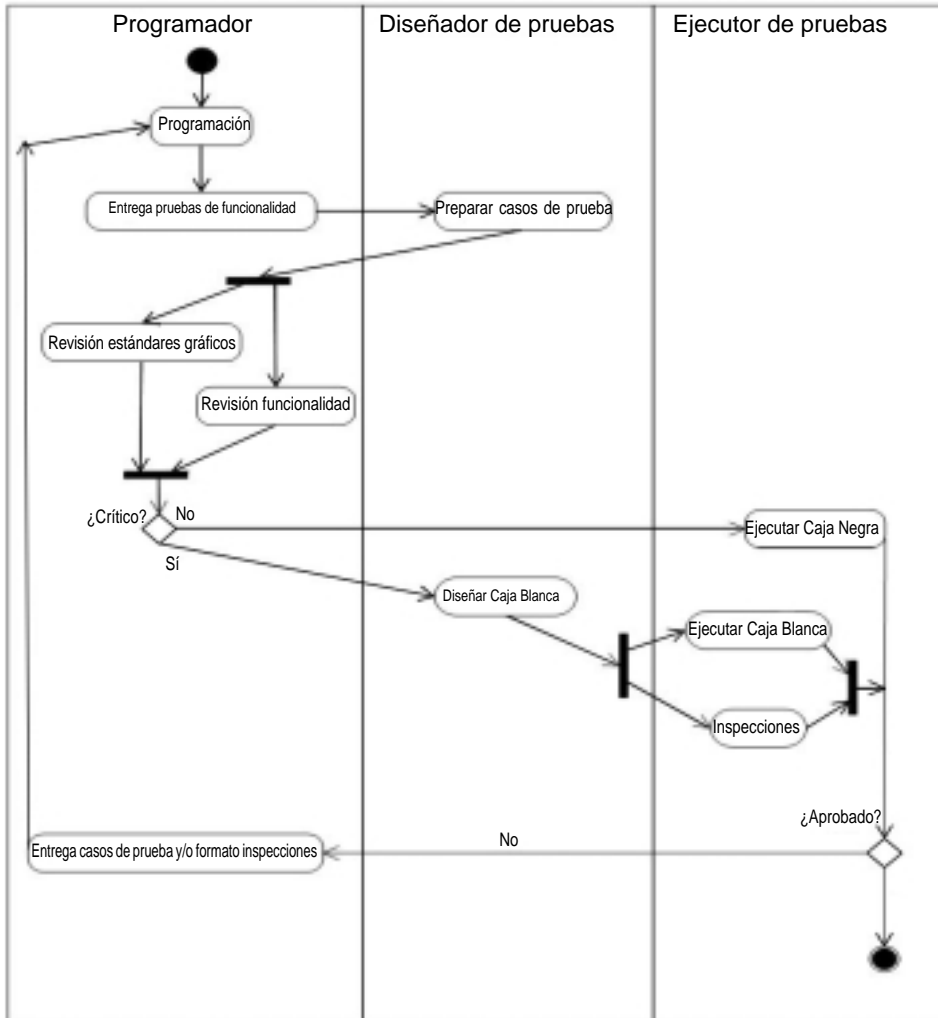 Programador
Diseñador de pruebas
Ejecutor de pruebas
Programación
Entrega pruebas de funcionalidad
Preparar casos de prueba
Revisión estándares gráficos
Revisión funcionalidad
¿Crítico?
No
Ejecutar Caja Negra
Sí
Diseñar Caja Blanca
Ejecutar Caja Blanca
Inspecciones
¿Aprobado?
No
Entrega casos de prueba y/o formato inspecciones